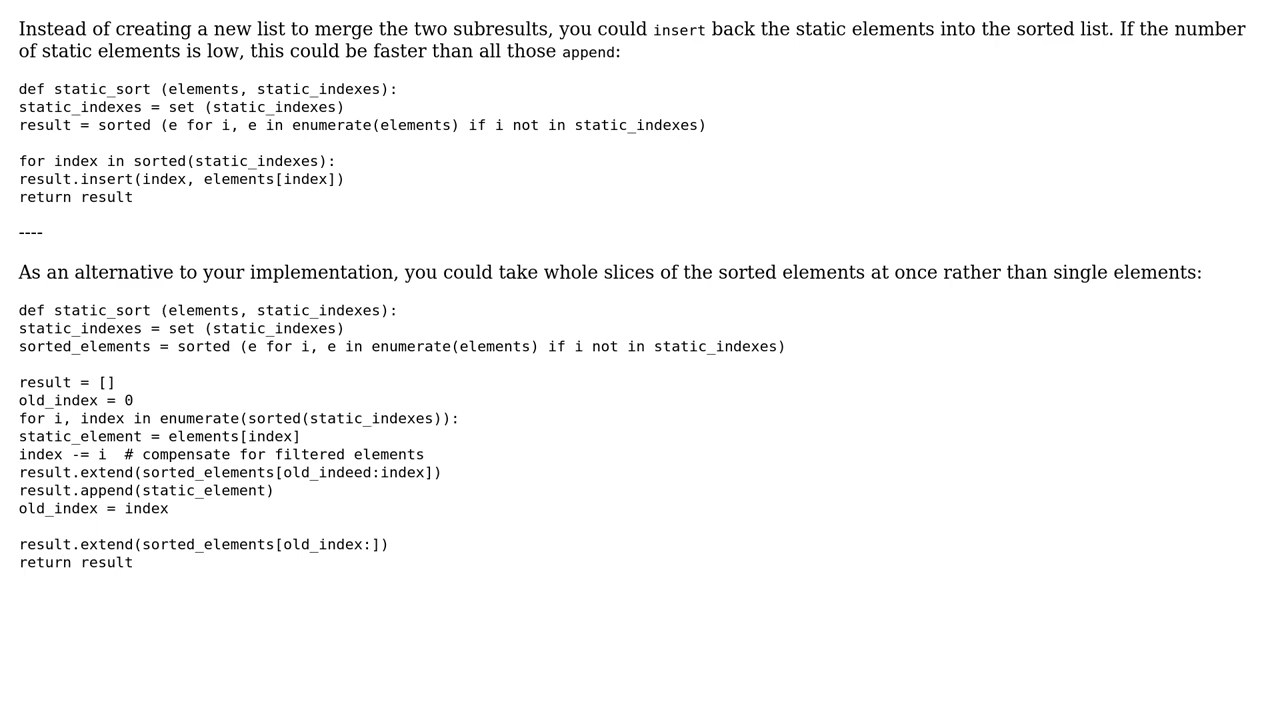 Instead of creating a new list to merge the two subresults, you could insert back the static elements into the sorted list. If the number
of static elements is low, this could be faster than all those append:
def static_sort (elements, static_indexes):
static_indexes = set (static_indexes)
result = sorted (e for i, e in enumerate(elements) if i not in static_indexes)
for index in sorted(static_indexes):
result.insert(index, elements[index])
return result
----
As an alternative to your implementation, you could take whole slices of the sorted elements at once rather than single elements:
def static_sort (elements, static_indexes):
static_indexes = set (static_indexes)
sorted_elements = sorted (e for i, e in enumerate(elements) if i not in static_indexes)
result = []
old_index = 0
for i, index in enumerate(sorted(static_indexes)):
static_element = elements[index]
index -= i  # compensate for filtered elements
result.extend(sorted_elements[old_indeed:index])
result.append(static_element)
old_index = index
result.extend(sorted_elements[old_index:])
return result